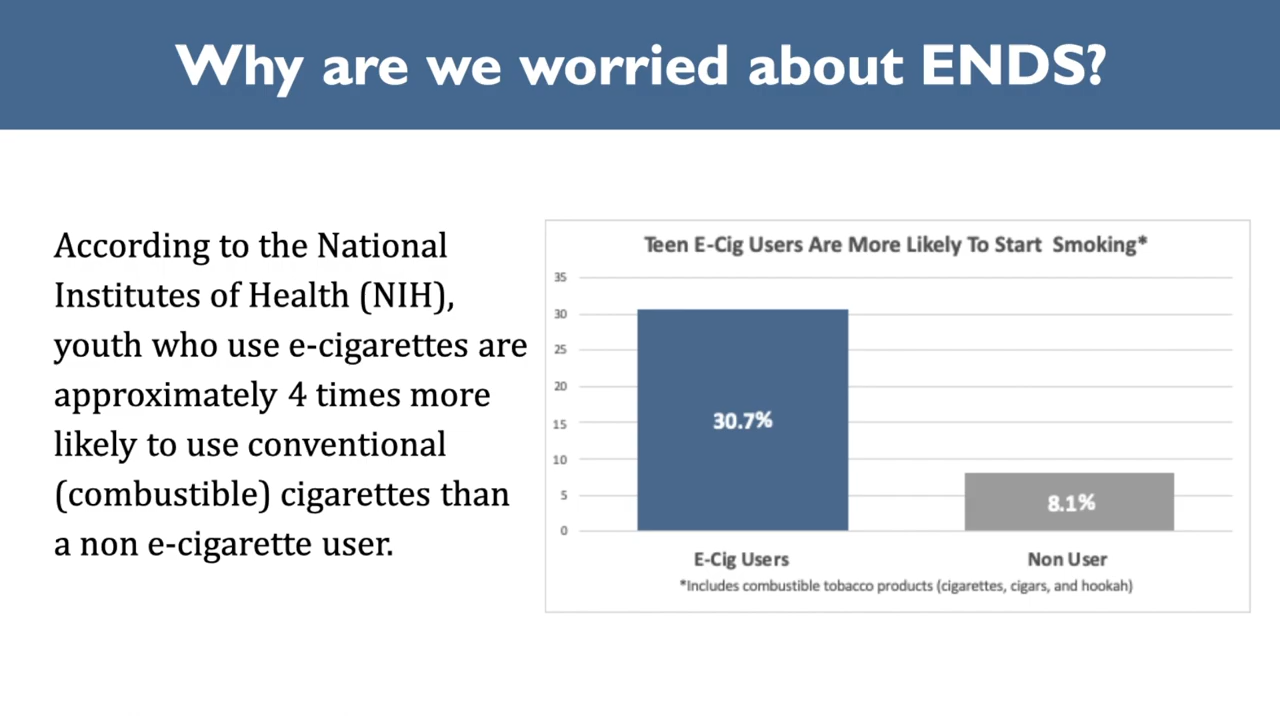 Why are we worried about ENDS?
According to the National
Institutes of Health (NIH),
youth who use e-cigarettes are
approximately 4 times more
likely to use conventional
(combustible) cigarettes than
a non e-cigarette user.
Teen E-Cig Users Are More Likely To Start Smoking*
35
30
25
20
15
10
5
0
30.7%
8.1%
E-Cig Users
Non User
*Includes combustible tobacco products (cigarettes, cigars, and hookah)